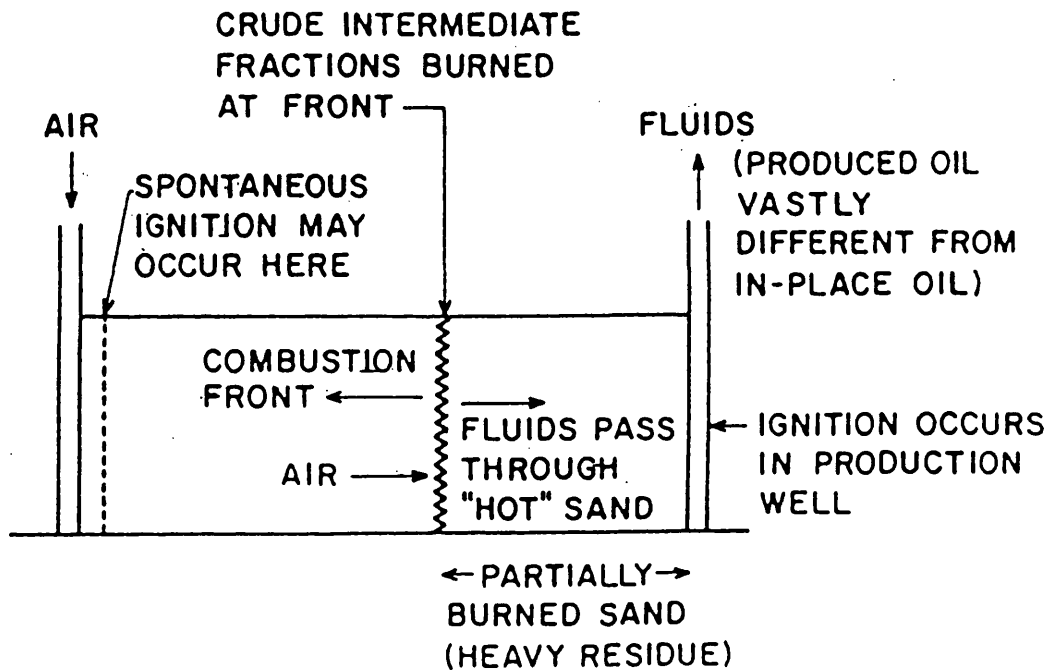 CRUDE INTERMEDIATE
FRACTIONS BURNED
AT FRONT
AIR
SPONTANEOUS
IGNITION MAY
OCCUR HERE
FLUIDS
(PRODUCED OIL
VASTLY
DIFFERENT FROM
IN-PLACE OIL)
COMBUSTION
FRONT
AIR
FLUIDS PASS
THROUGH
"HOT" SAND
IGNITION OCCURS
IN PRODUCTION
WELL
PARTIALLY
BURNED SAND
(HEAVY RESIDUE)